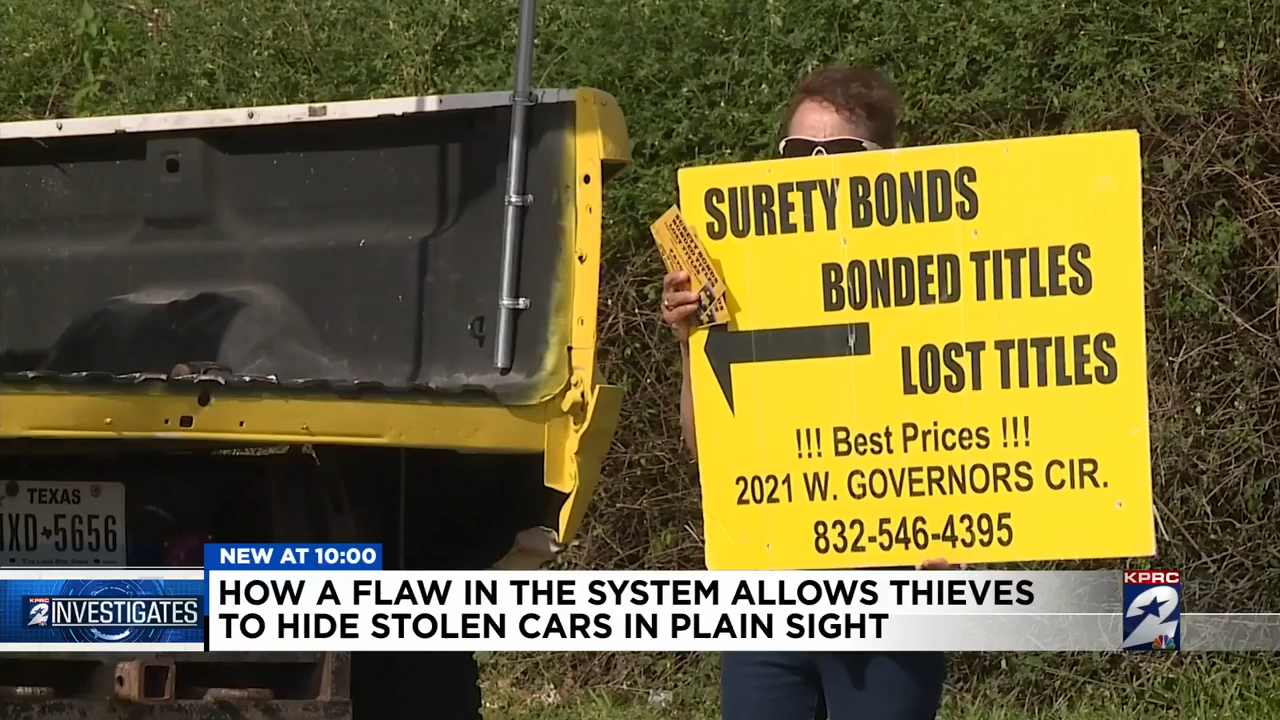 SURETY BONDS
BONDED TITLES
LOST TITLES
!!! Best Prices !!!
2021 W. GOVERNORS CIR.
832-546-4395
TEXAS
XD 5656
NEW AT 10:00
HOW A FLAW IN THE SYSTEM ALLOWS THIEVES
TO HIDE STOLEN CARS IN PLAIN SIGHT
KPRC
2 INVESTIGATES
KPRC
2